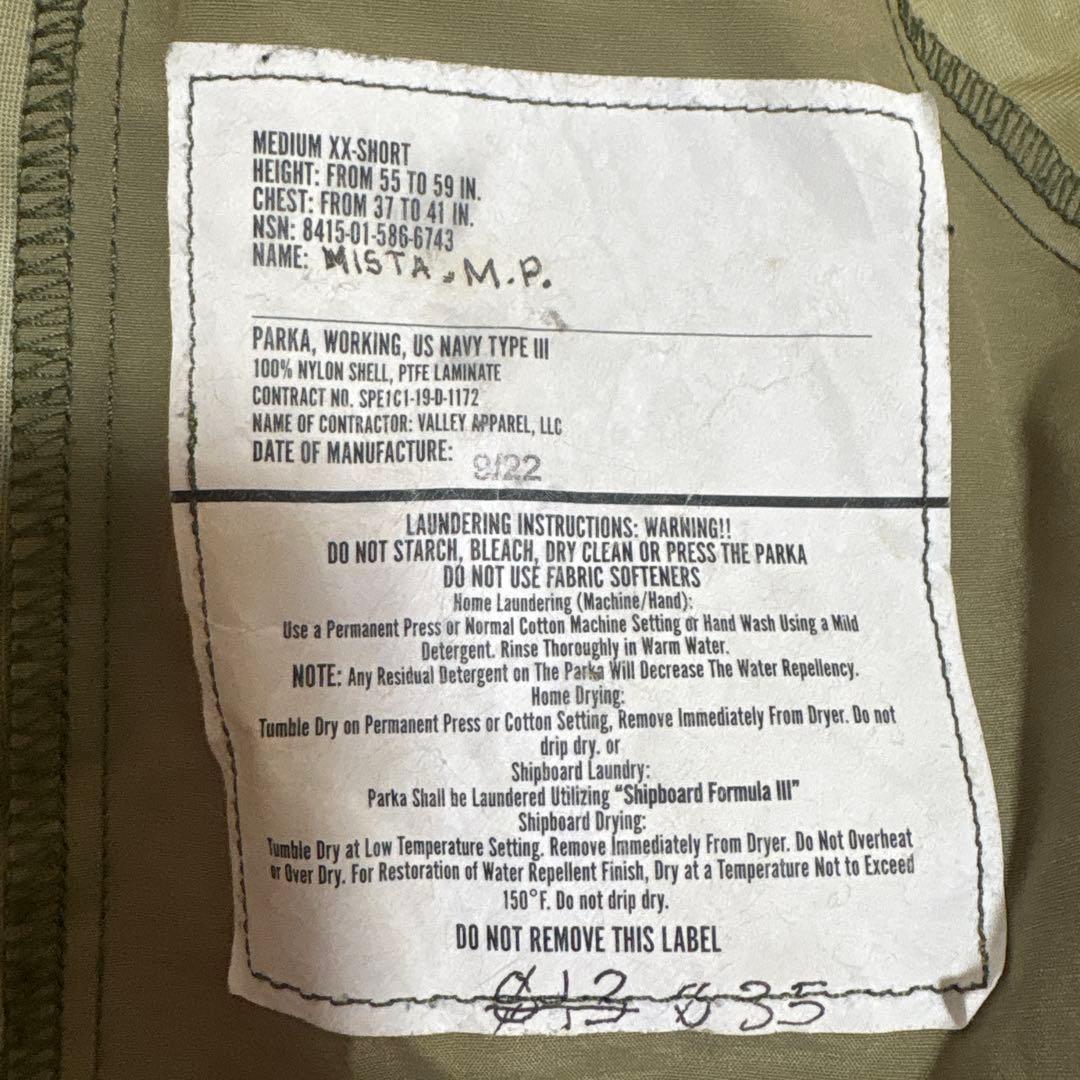 MEDIUM XX-SHORT
HEIGHT: FROM 55 TO 59 IN.
CHEST: FROM 37 TO 41 IN.
NSN: 8415-01-586-6743
NAME: MISTA, M.P.
PARKA, WORKING, US NAVY TYPE III
100% NYLON SHELL, PTFE LAMINATE
CONTRACT NO. SPE1C1-19-D-1172
NAME OF CONTRACTOR: VALLEY APPAREL, LLC
DATE OF MANUFACTURE: 9/22
LAUNDERING INSTRUCTIONS: WARNING!!
DO NOT STARCH, BLEACH, DRY CLEAN OR PRESS THE PARKA
DO NOT USE FABRIC SOFTENERS
Home Laundering (Machine/Hand):
Use a Permanent Press or Normal Cotton Machine Setting or Hand Wash Using a Mild
Detergent. Rinse Thoroughly in Warm Water.
NOTE: Any Residual Detergent on The Parka Will Decrease The Water Repellency.
Home Drying:
Tumble Dry on Permanent Press or Cotton Setting, Remove Immediately From Dryer. Do not
drip dry. or
Shipboard Laundry:
Parka Shall be Laundered Utilizing "Shipboard Formula III"
Shipboard Drying:
Tumble Dry at Low Temperature Setting. Remove Immediately From Dryer. Do Not Overheat
or Over Dry. For Restoration of Water Repellent Finish, Dry at a Temperature Not to Exceed
150°F. Do not drip dry.
DO NOT REMOVE THIS LABEL